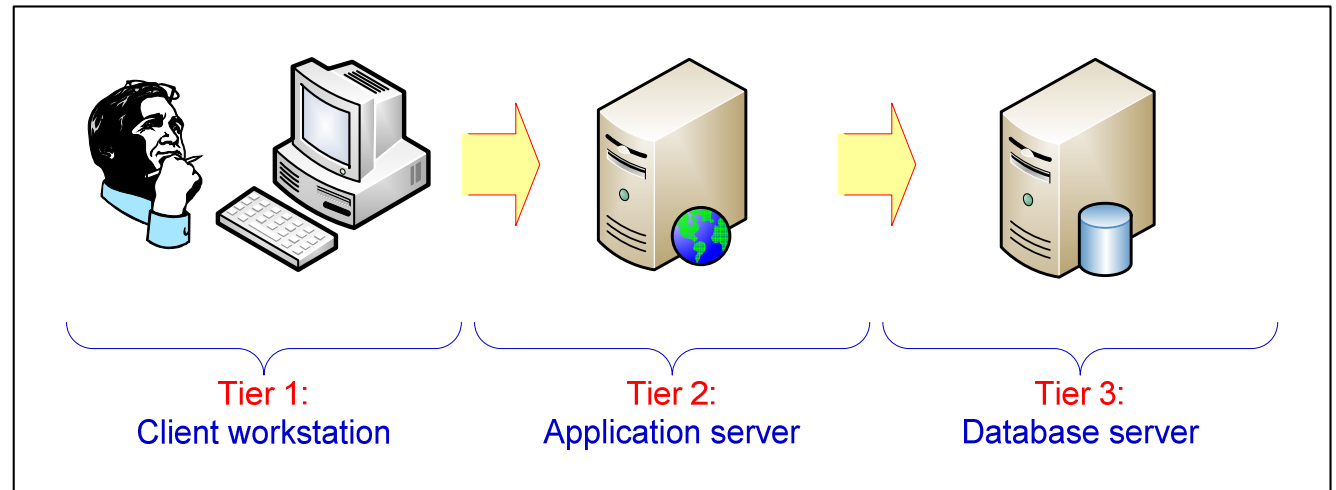 Tier 1:
Client workstation
Tier 2:
Application server
Tier 3:
Database server